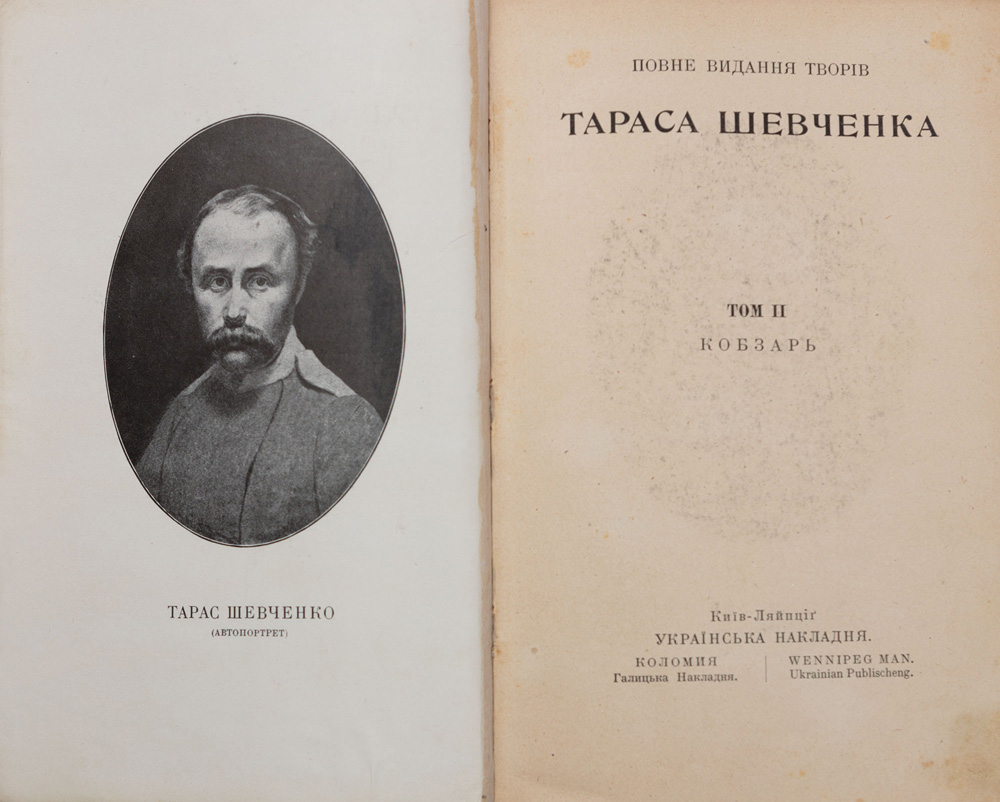 ТАРАС ШЕВЧЕНКО
(АВТОПОРТРЕТ)
ПОВНЕ ВИДАННЯ ТВОРІВ
ТАРАСА ШЕВЧЕНКА
ТОМ II
КОБЗАРЬ
Київ-Ляйпціґ
УКРАЇНСЬКА НАКЛАДНЯ.
КОЛОМИЯ
Галицька Накладня.
WENNIPEG MAN.
Ukrainian Publischeng.